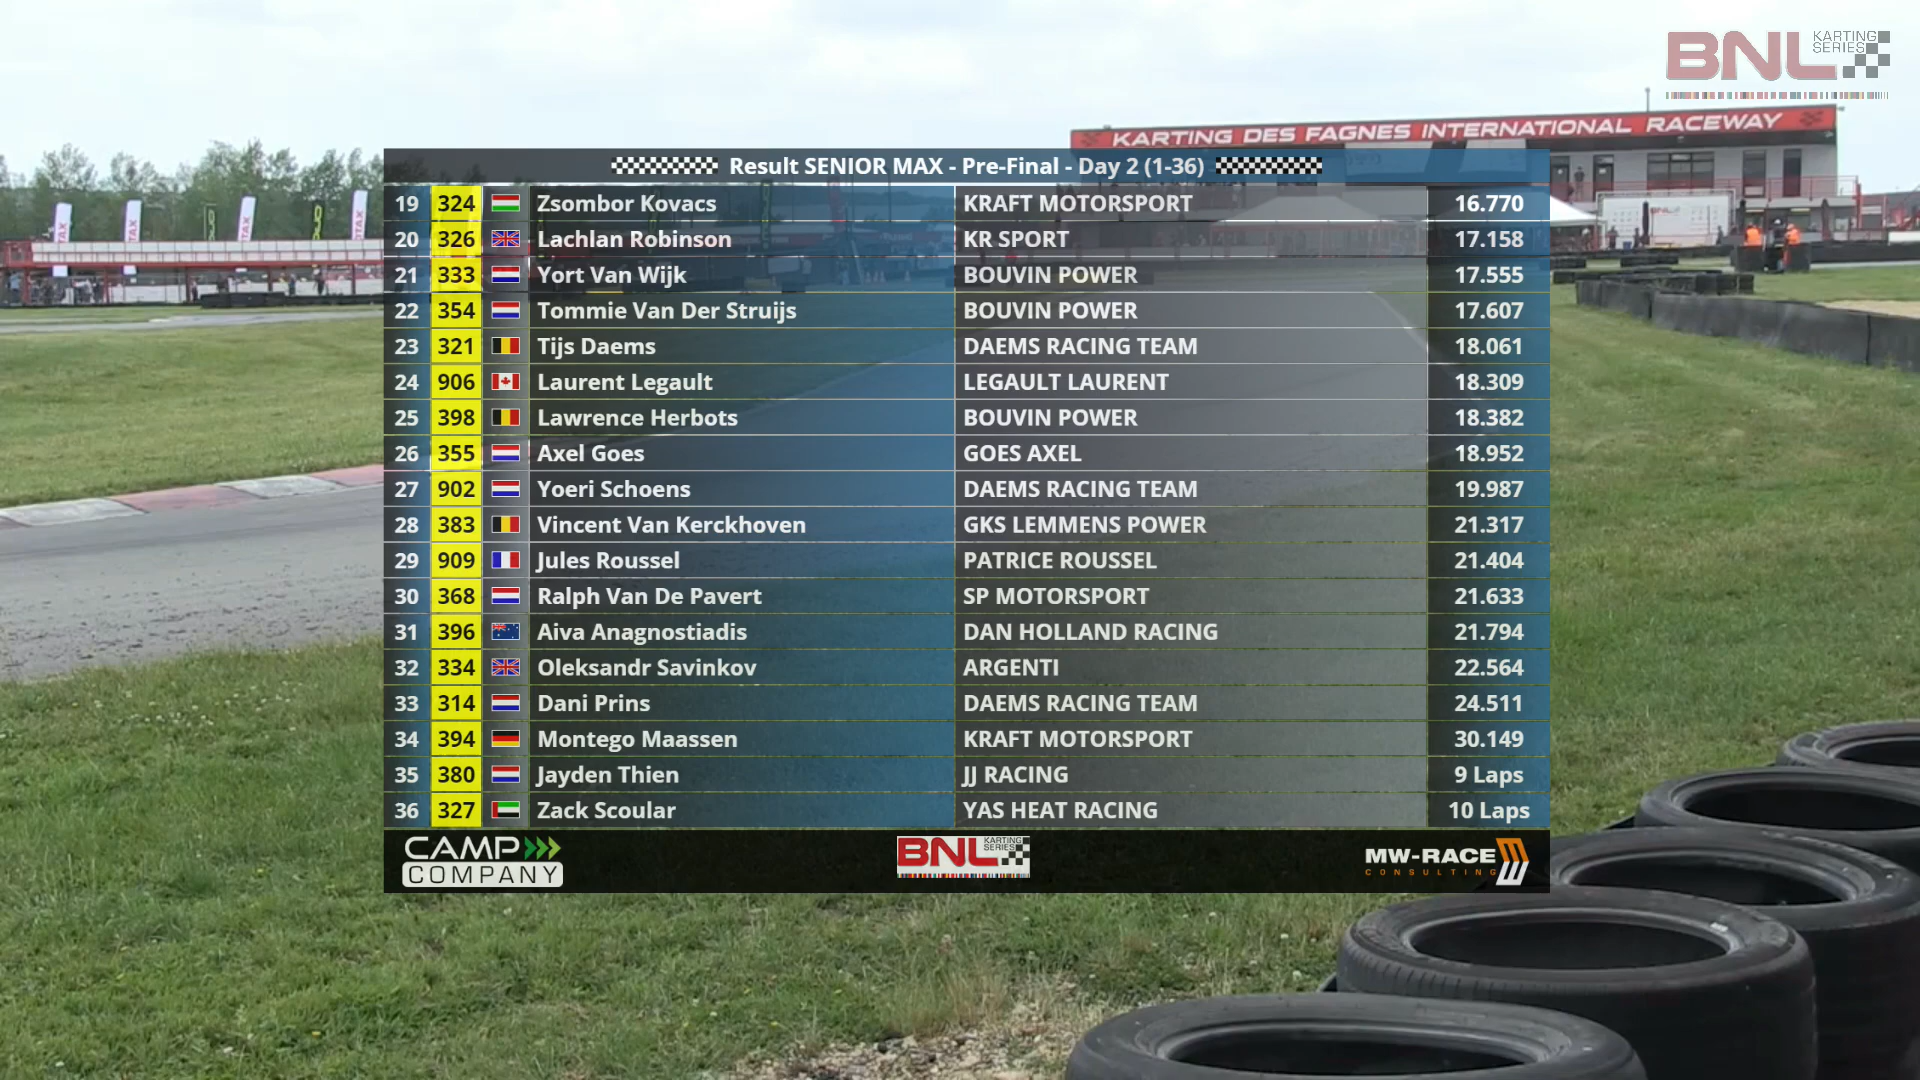 BNL KARTING SERIES
KARTING DES FAGNES INTERNATIONAL RACEWAY
Result SENIOR MAX - Pre-Final - Day 2 (1-36)
19 324 Zsombor Kovacs KRAFT MOTORSPORT 16.770
20 326 Lachlan Robinson KR SPORT 17.158
21 333 Yort Van Wijk BOUVIN POWER 17.555
22 354 Tommie Van Der Struijs BOUVIN POWER 17.607
23 321 Tijs Daems DAEMS RACING TEAM 18.061
24 906 Laurent Legault LEGAULT LAURENT 18.309
25 398 Lawrence Herbots BOUVIN POWER 18.382
26 355 Axel Goes GOES AXEL 18.952
27 902 Yoeri Schoens DAEMS RACING TEAM 19.987
28 383 Vincent Van Kerckhoven GKS LEMMENS POWER 21.317
29 909 Jules Roussel PATRICE ROUSSEL 21.404
30 368 Ralph Van De Pavert SP MOTORSPORT 21.633
31 396 Aiva Anagnostiadis DAN HOLLAND RACING 21.794
32 334 Oleksandr Savinkov ARGENTI 22.564
33 314 Dani Prins DAEMS RACING TEAM 24.511
34 394 Montego Maassen KRAFT MOTORSPORT 30.149
35 380 Jayden Thien JJ RACING 9 Laps
36 327 Zack Scoular YAS HEAT RACING 10 Laps
CAMP COMPANY
BNL KARTING SERIES
MW-RACE CONSULTING